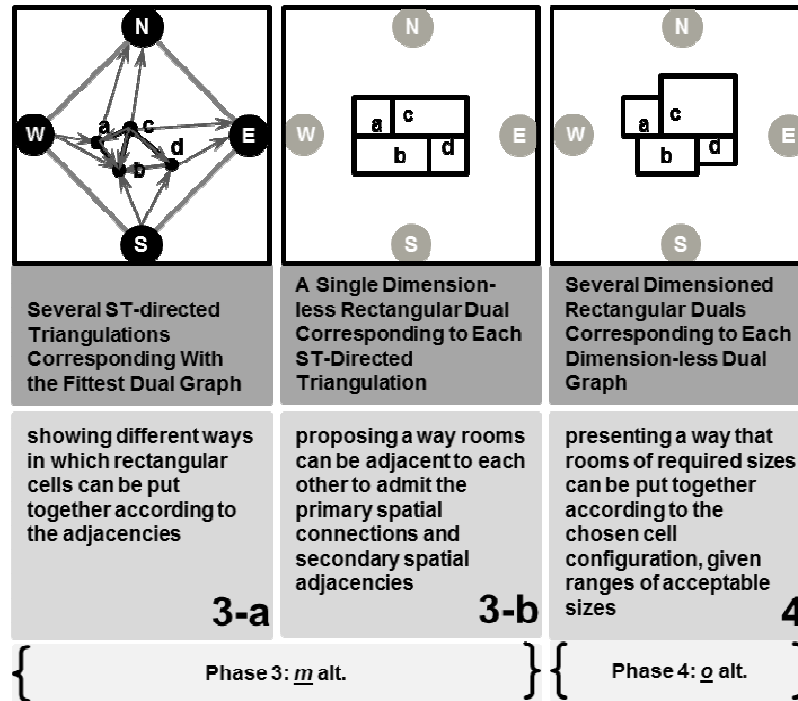 N
W
E
S
a
c
d
b
N
W
E
S
a
c
b
d
N
W
E
S
a
c
b
d
Several ST-directed
Triangulations
Corresponding With
the Fittest Dual Graph
A Single Dimension-
less Rectangular Dual
Corresponding to Each
ST-Directed
Triangulation
Several Dimensioned
Rectangular Duals
Corresponding to Each
Dimension-less Dual
Graph
showing different ways
in which rectangular
cells can be put
together according to
the adjacencies
3-a
proposing a way rooms
can be adjacent to each
other to admit the
primary spatial
connections and
secondary spatial
adjacencies
3-b
presenting a way that
rooms of required sizes
can be put together
according to the
chosen cell
configuration, given
ranges of acceptable
sizes
4
Phase 3: m alt.
Phase 4: o alt.